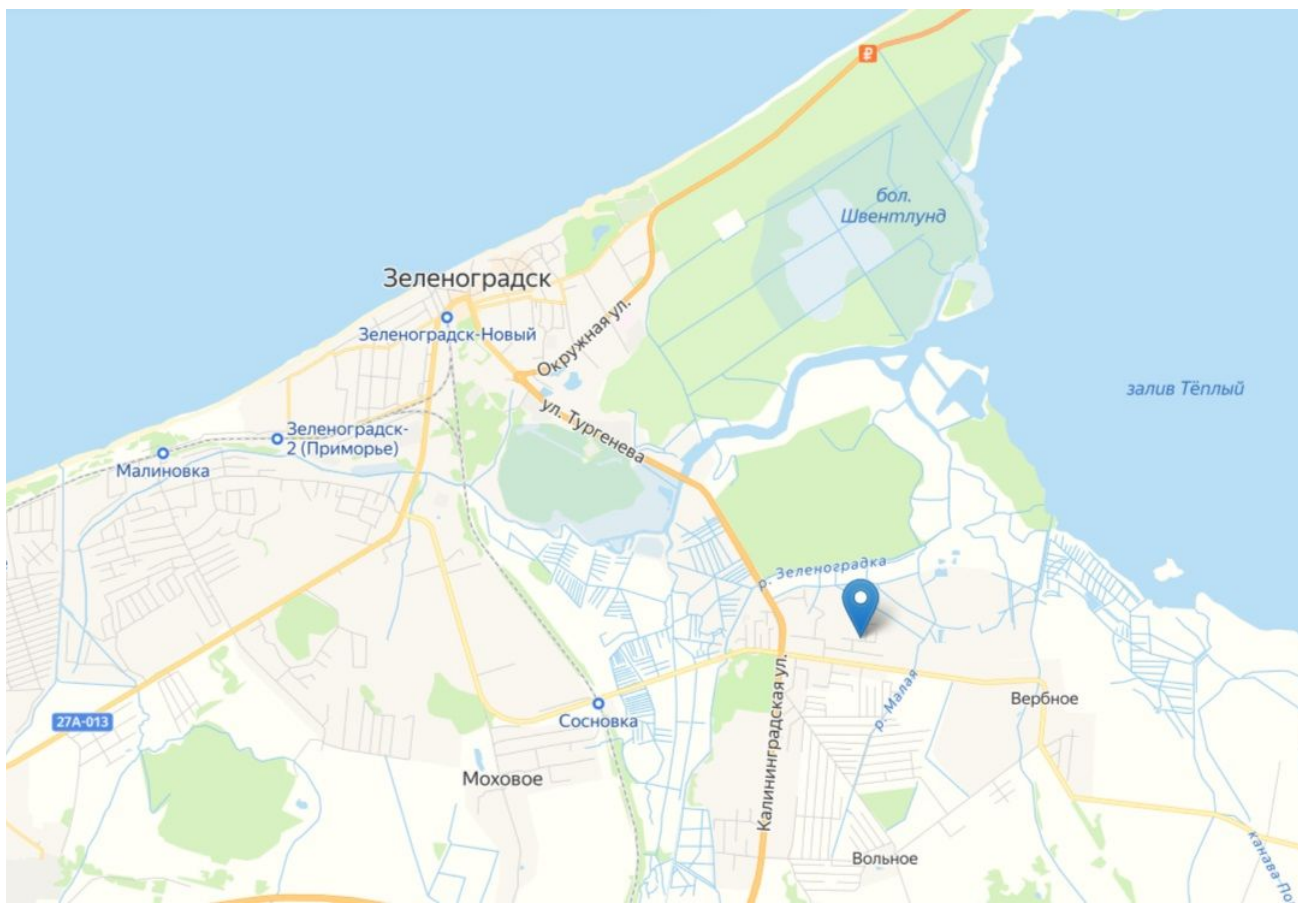 ₽
бол.
Швентлунд
Зеленоградск
Зеленоградск-Новый
Окружная ул.
залив Тёплый
ул. Тургенева
Зеленоградск-
2 (Приморье)
Малиновка
р. Зеленоградка
Калининградская ул.
р. Малая
Вербное
27А-013
Сосновка
Моховое
Вольное
канава-По